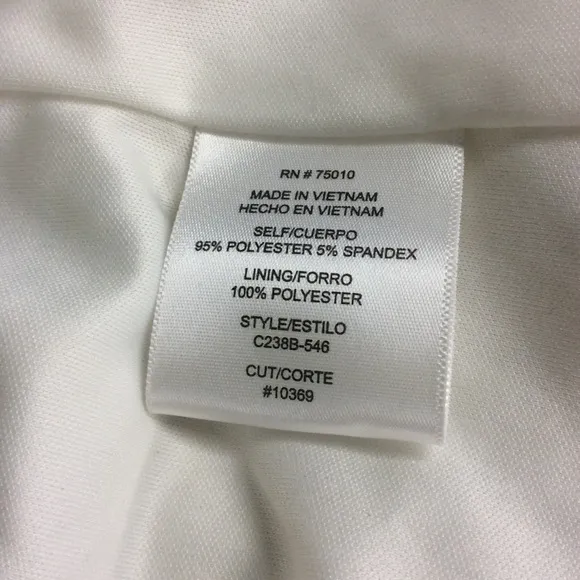 RN # 75010
MADE IN VIETNAM
HECHO EN VIETNAM
SELF/CUERPO
95% POLYESTER 5% SPANDEX
LINING/FORRO
100% POLYESTER
STYLE/ESTILO
C238B-546
CUT/CORTE
#10369